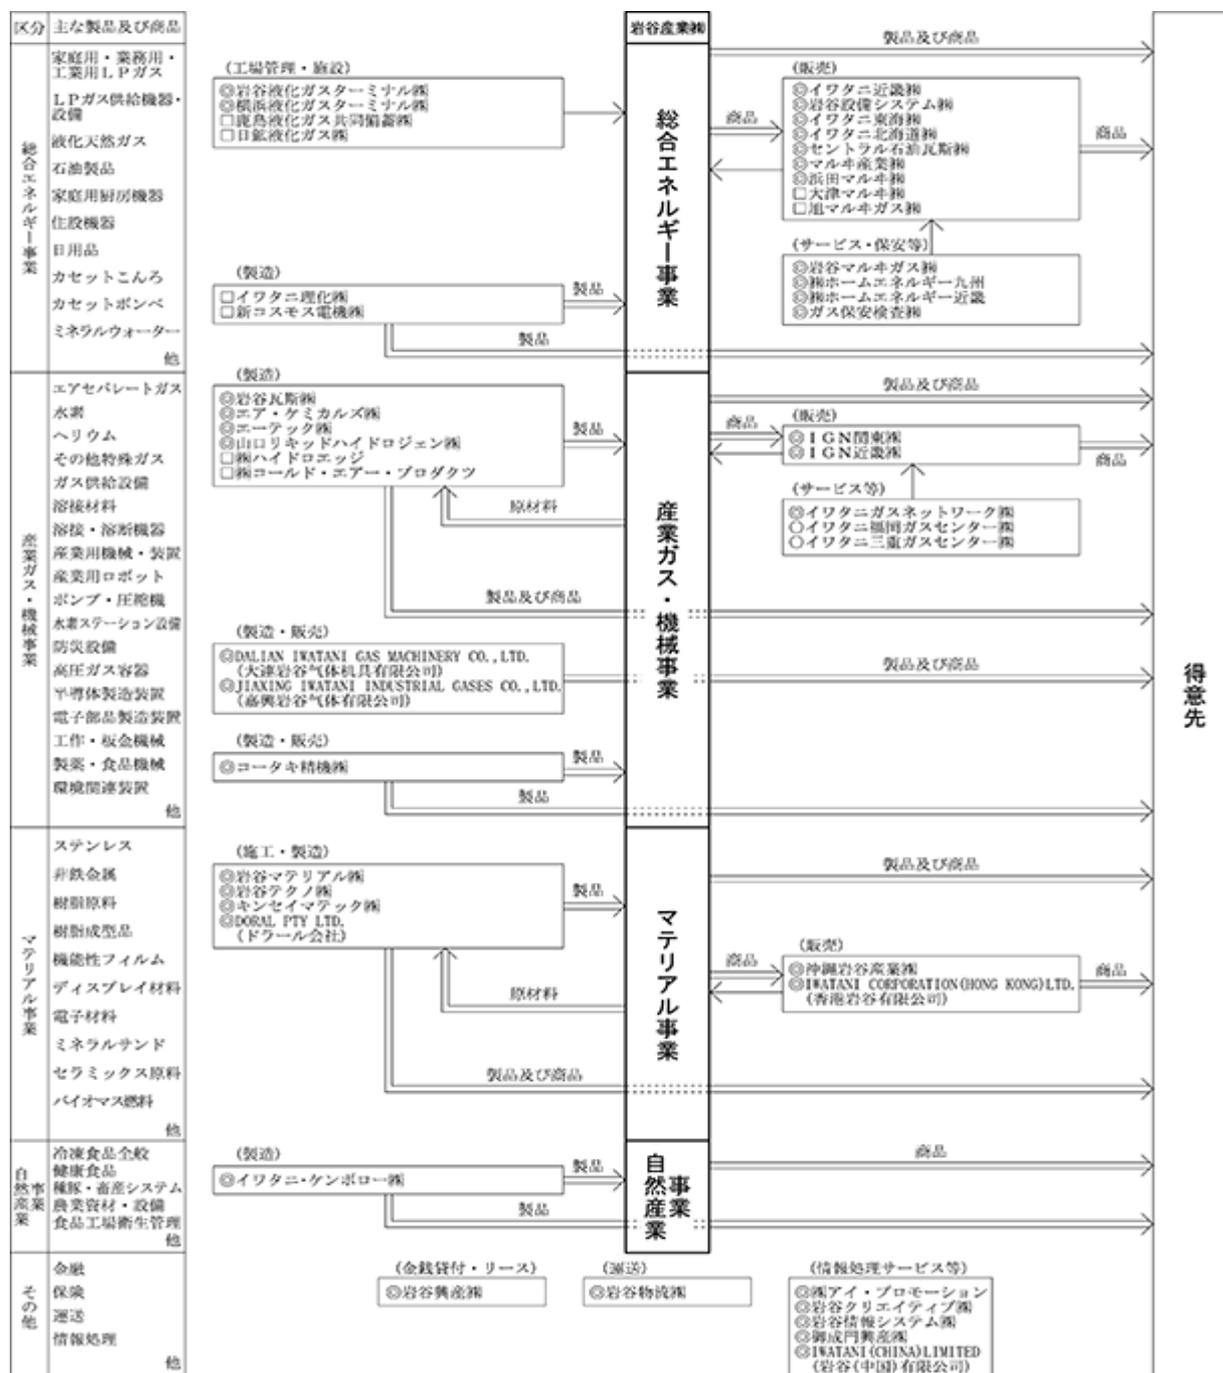 区分
主な製品及び商品
岩谷産業㈱
総合エネルギー事業
家庭用・業務用・
工業用ＬＰガス
ＬＰガス供給機器・
設備
液化天然ガス
石油製品
家庭用厨房機器
住設機器
日用品
カセットこんろ
カセットボンベ
ミネラルウォーター
他
(工場管理・施設)
◎岩谷液化ガスターミナル㈱
◎横浜液化ガスターミナル㈱
□鹿島液化ガス共同備蓄㈱
□日鉱液化ガス㈱
(製造)
□イワタニ理化㈱
□新コスモス電機㈱
製品
製品
総合エネルギー事業
製品及び商品
商品
(販売)
◎イワタニ近畿㈱
◎岩谷設備システム㈱
◎イワタニ東海㈱
◎イワタニ北海道㈱
◎セントラル石油瓦斯㈱
◎マルヰ産業㈱
◎浜田マルヰ㈱
□大津マルヰ㈱
□旭マルヰガス㈱
商品
(サービス・保安等)
◎岩谷マルヰガス㈱
◎㈱ホームエネルギー九州
◎㈱ホームエネルギー近畿
◎ガス保安検査㈱
産業ガス・機械事業
エアセパレートガス
水素
ヘリウム
その他特殊ガス
ガス供給設備
溶接材料
溶接・溶断機器
産業用機械・装置
産業用ロボット
ポンプ・圧縮機
水素ステーション設備
防災設備
高圧ガス容器
半導体製造装置
電子部品製造装置
工作・板金機械
製薬・食品機械
環境関連装置
他
(製造)
◎岩谷瓦斯㈱
◎エア・ケミカルズ㈱
◎エーテック㈱
◎山口リキッドハイドロジェン㈱
□㈱ハイドロエッジ
□㈱コールド・エアー・プロダクツ
製品
原材料
製品及び商品
(製造・販売)
◎DALIAN IWATANI GAS MACHINERY CO.,LTD.
(大連岩谷气体机具有限公司)
◎JIAXING IWATANI INDUSTRIAL GASES CO.,LTD.
(嘉興岩谷气体有限公司)
(製造・販売)
◎コータキ精機㈱
製品
製品
産業ガス・機械事業
製品及び商品
商品
(販売)
◎ＩＧＮ関東㈱
◎ＩＧＮ近畿㈱
商品
(サービス等)
◎イワタニガスネットワーク㈱
○イワタニ福岡ガスセンター㈱
○イワタニ三重ガスセンター㈱
製品及び商品
得意先
マテリアル事業
ステンレス
非鉄金属
樹脂原料
樹脂成型品
機能性フィルム
ディスプレイ材料
電子材料
ミネラルサンド
セラミックス原料
バイオマス燃料
他
(施工・製造)
◎岩谷マテリアル㈱
◎岩谷テクノ㈱
◎キンセイマテック㈱
◎DORAL PTY LTD.
(ドラール会社)
製品
原材料
製品及び商品
マテリアル事業
製品及び商品
商品
(販売)
◎沖縄岩谷産業㈱
◎IWATANI CORPORATION(HONG KONG)LTD.
(香港岩谷有限公司)
商品
自然産業事業
冷凍食品全般
健康食品
種豚・畜産システム
農業資材・設備
食品工場衛生管理
他
(製造)
◎イワタニ・ケンボロー㈱
製品
製品
自然産業事業
商品
その他
金融
保険
運送
情報処理
他
(金銭貸付・リース)
◎岩谷興産㈱
(運送)
◎岩谷物流㈱
(情報処理サービス等)
◎㈱アイ・プロモーション
◎岩谷クリエイティブ㈱
◎岩谷情報システム㈱
◎御成門興産㈱
◎IWATANI(CHINA)LIMITED
(岩谷(中国)有限公司)